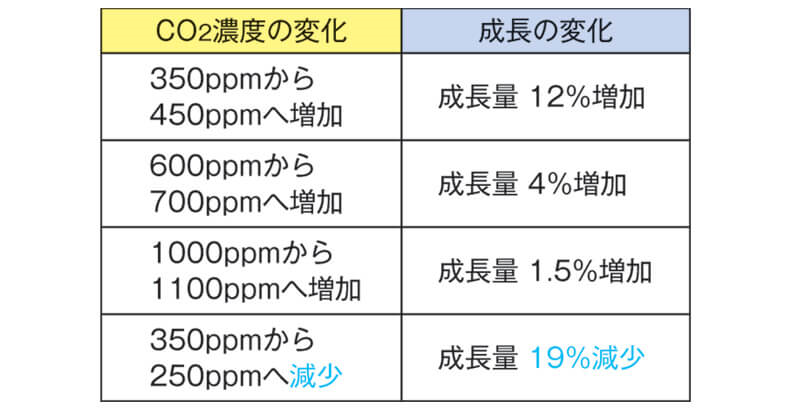 CO2濃度の変化
成長の変化
350ppmから
450ppmへ増加
成長量 12%増加
600ppmから
700ppmへ増加
成長量 4%増加
1000ppmから
1100ppmへ増加
成長量 1.5%増加
350ppmから
250ppmへ減少
成長量 19%減少